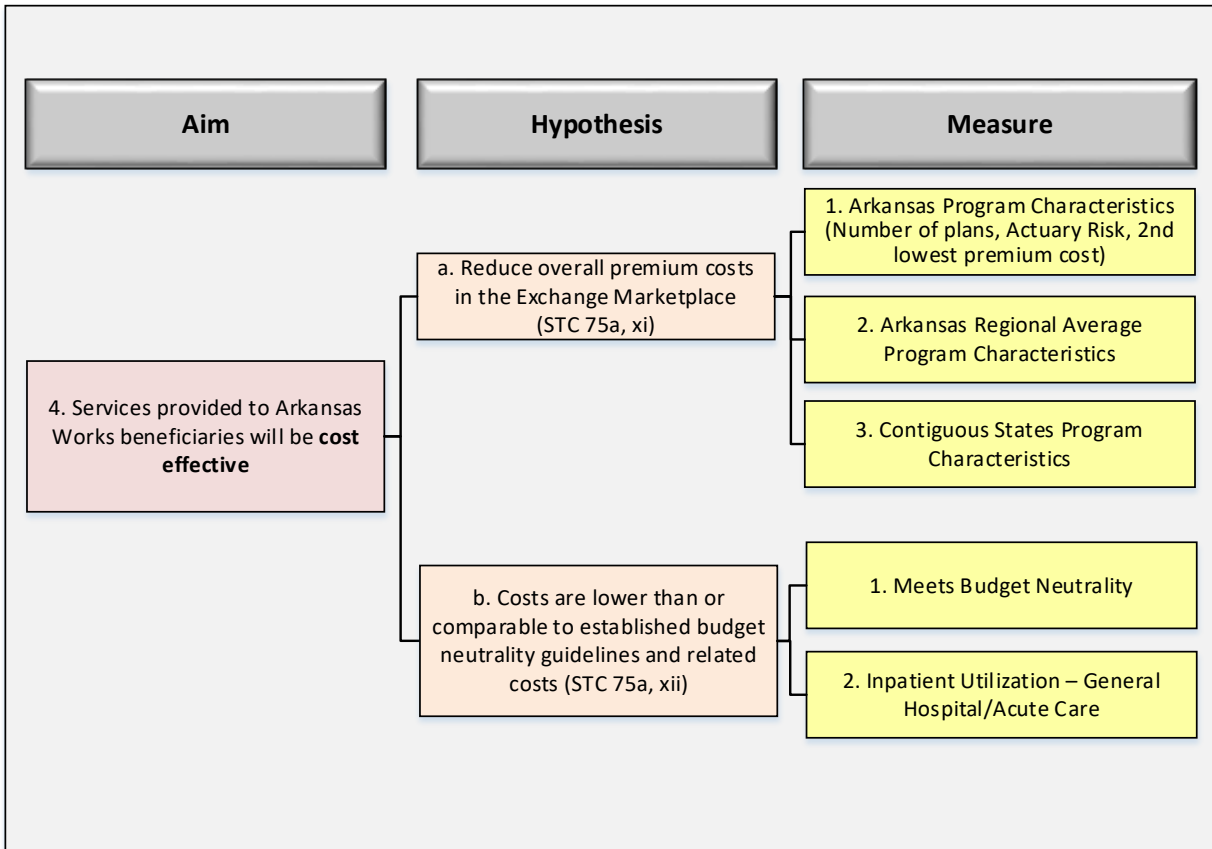 Aim
Hypothesis
Measure
4. Services provided to Arkansas
Works beneficiaries will be cost
effective
a. Reduce overall premium costs
in the Exchange Marketplace
(STC 75a, xi)
1. Arkansas Program Characteristics
(Number of plans, Actuary Risk, 2nd
lowest premium cost)
2. Arkansas Regional Average
Program Characteristics
3. Contiguous States Program
Characteristics
b. Costs are lower than or
comparable to established budget
neutrality guidelines and related
costs (STC 75a, xii)
1. Meets Budget Neutrality
2. Inpatient Utilization – General
Hospital/Acute Care